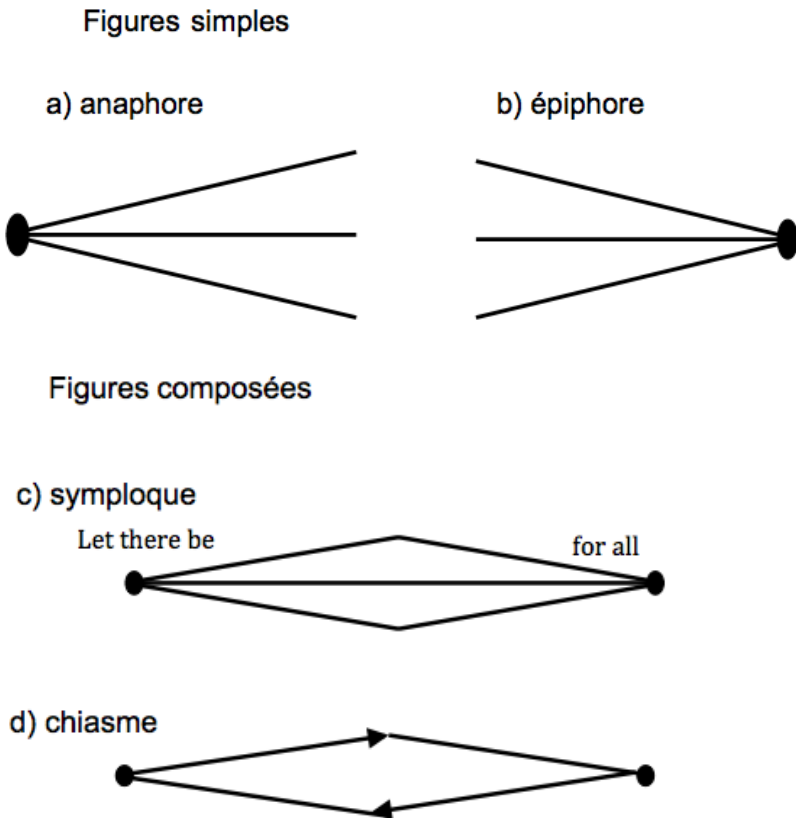 Figures simples
a) anaphore
b) épiphore
Figures composées
c) symploque
Let there be
for all
d) chiasme